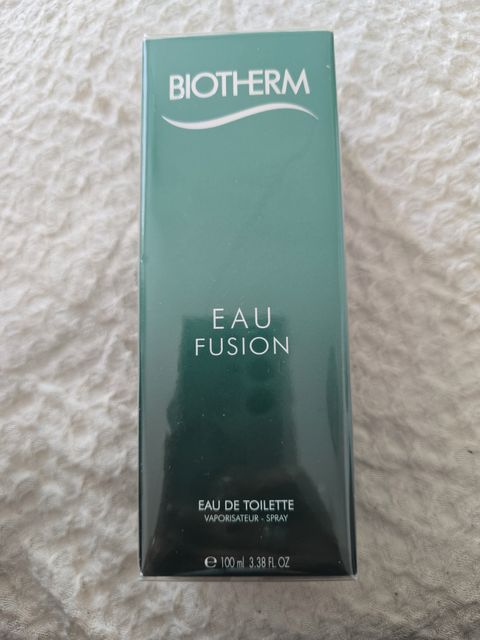 BIOTHERM
EAU
FUSION
EAU DE TOILETTE
VAPORISATEUR - SPRAY
℮ 100 ml 3.38 FL OZ